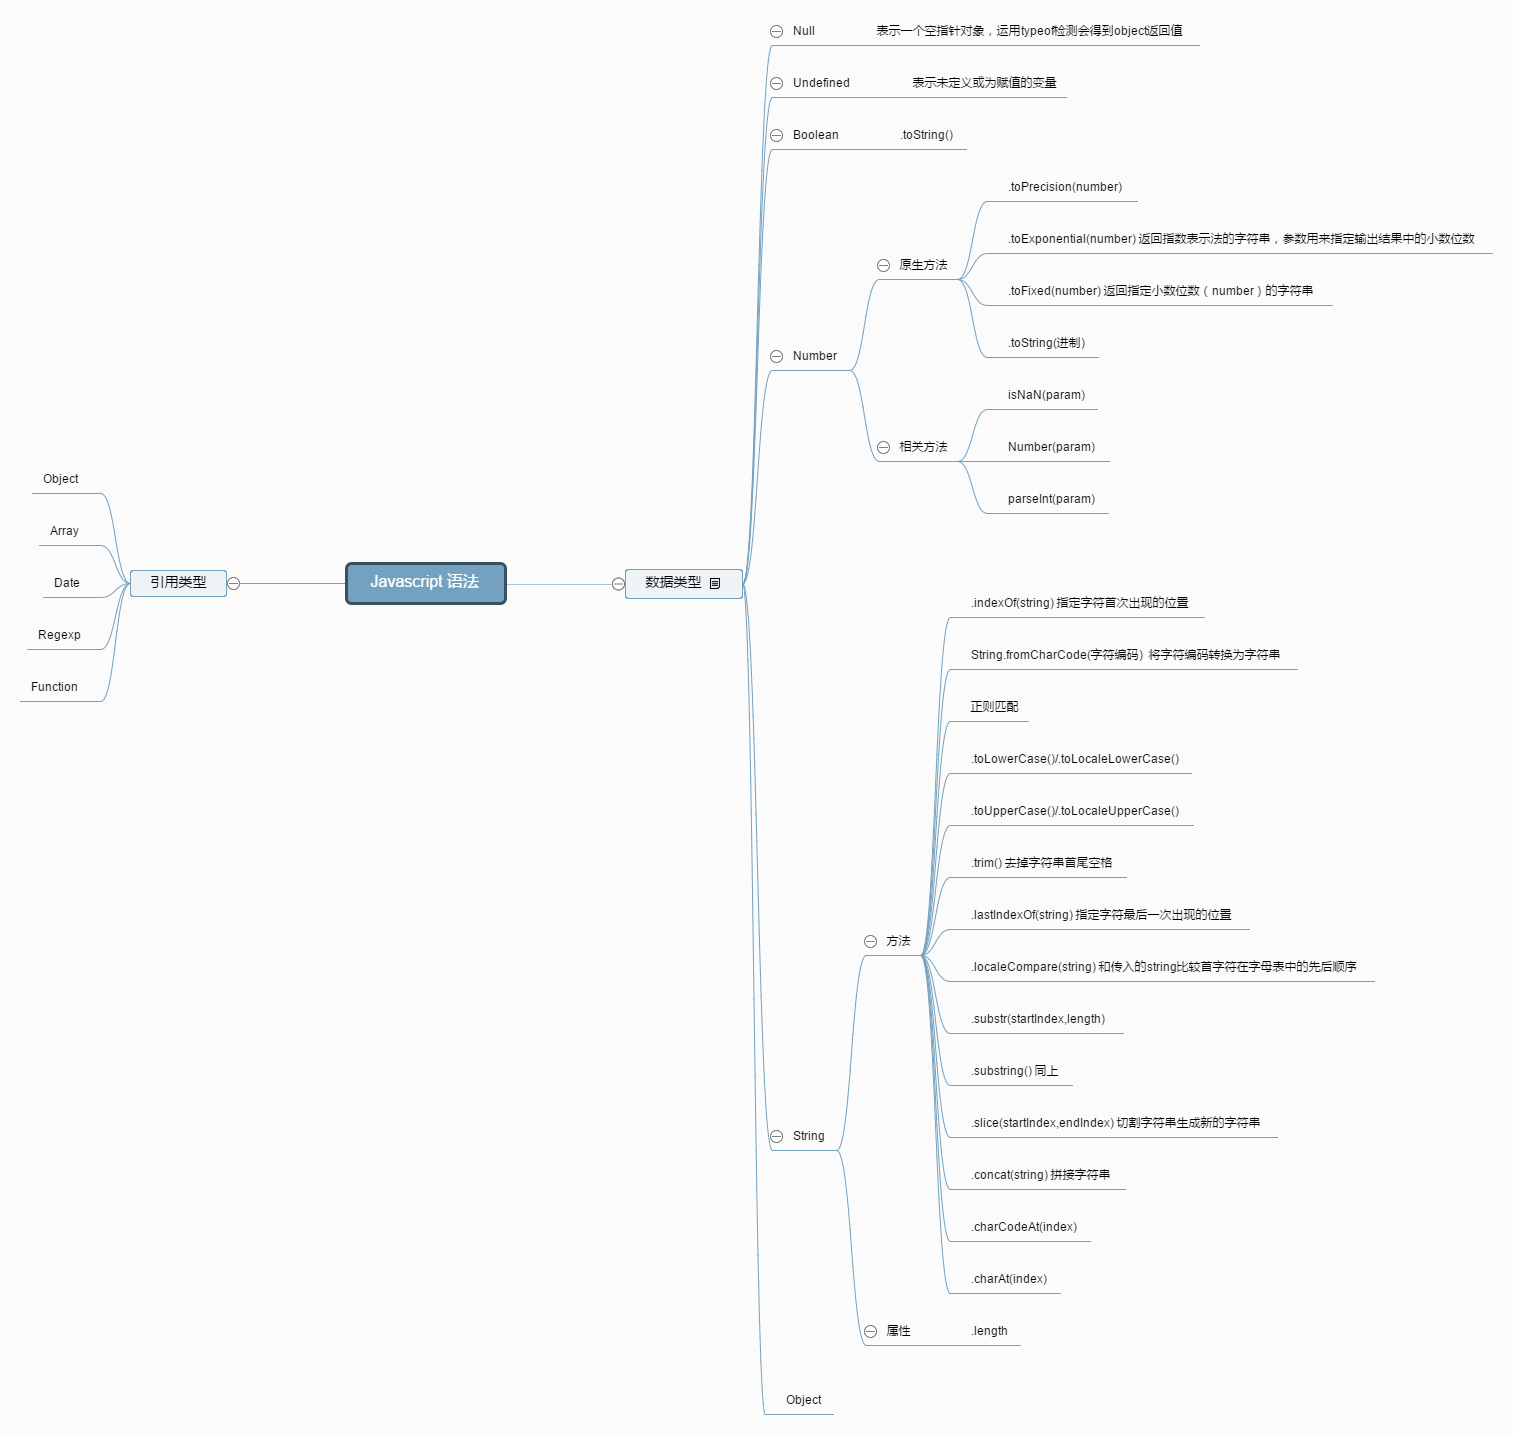 Javascript 语法
引用类型
Object
Array
Date
Regexp
Function
数据类型
Null
表示一个空指针对象，运用typeof检测会得到object返回值
Undefined
表示未定义或为赋值的变量
Boolean
.toString()
Number
原生方法
.toPrecision(number)
.toExponential(number) 返回指数表示法的字符串，参数用来指定输出结果中的小数位数
.toFixed(number) 返回指定小数位数（number）的字符串
.toString(进制)
相关方法
isNaN(param)
Number(param)
parseInt(param)
String
方法
.indexOf(string) 指定字符首次出现的位置
String.fromCharCode(字符编码) 将字符编码转换为字符串
正则匹配
.toLowerCase()/.toLocaleLowerCase()
.toUpperCase()/.toLocaleUpperCase()
.trim() 去掉字符串首尾空格
.lastIndexOf(string) 指定字符最后一次出现的位置
.localeCompare(string) 和传入的string比较首字符在字母表中的先后顺序
.substr(startIndex,length)
.substring() 同上
.slice(startIndex,endIndex) 切割字符串生成新的字符串
.concat(string) 拼接字符串
.charCodeAt(index)
.charAt(index)
属性
.length
Object